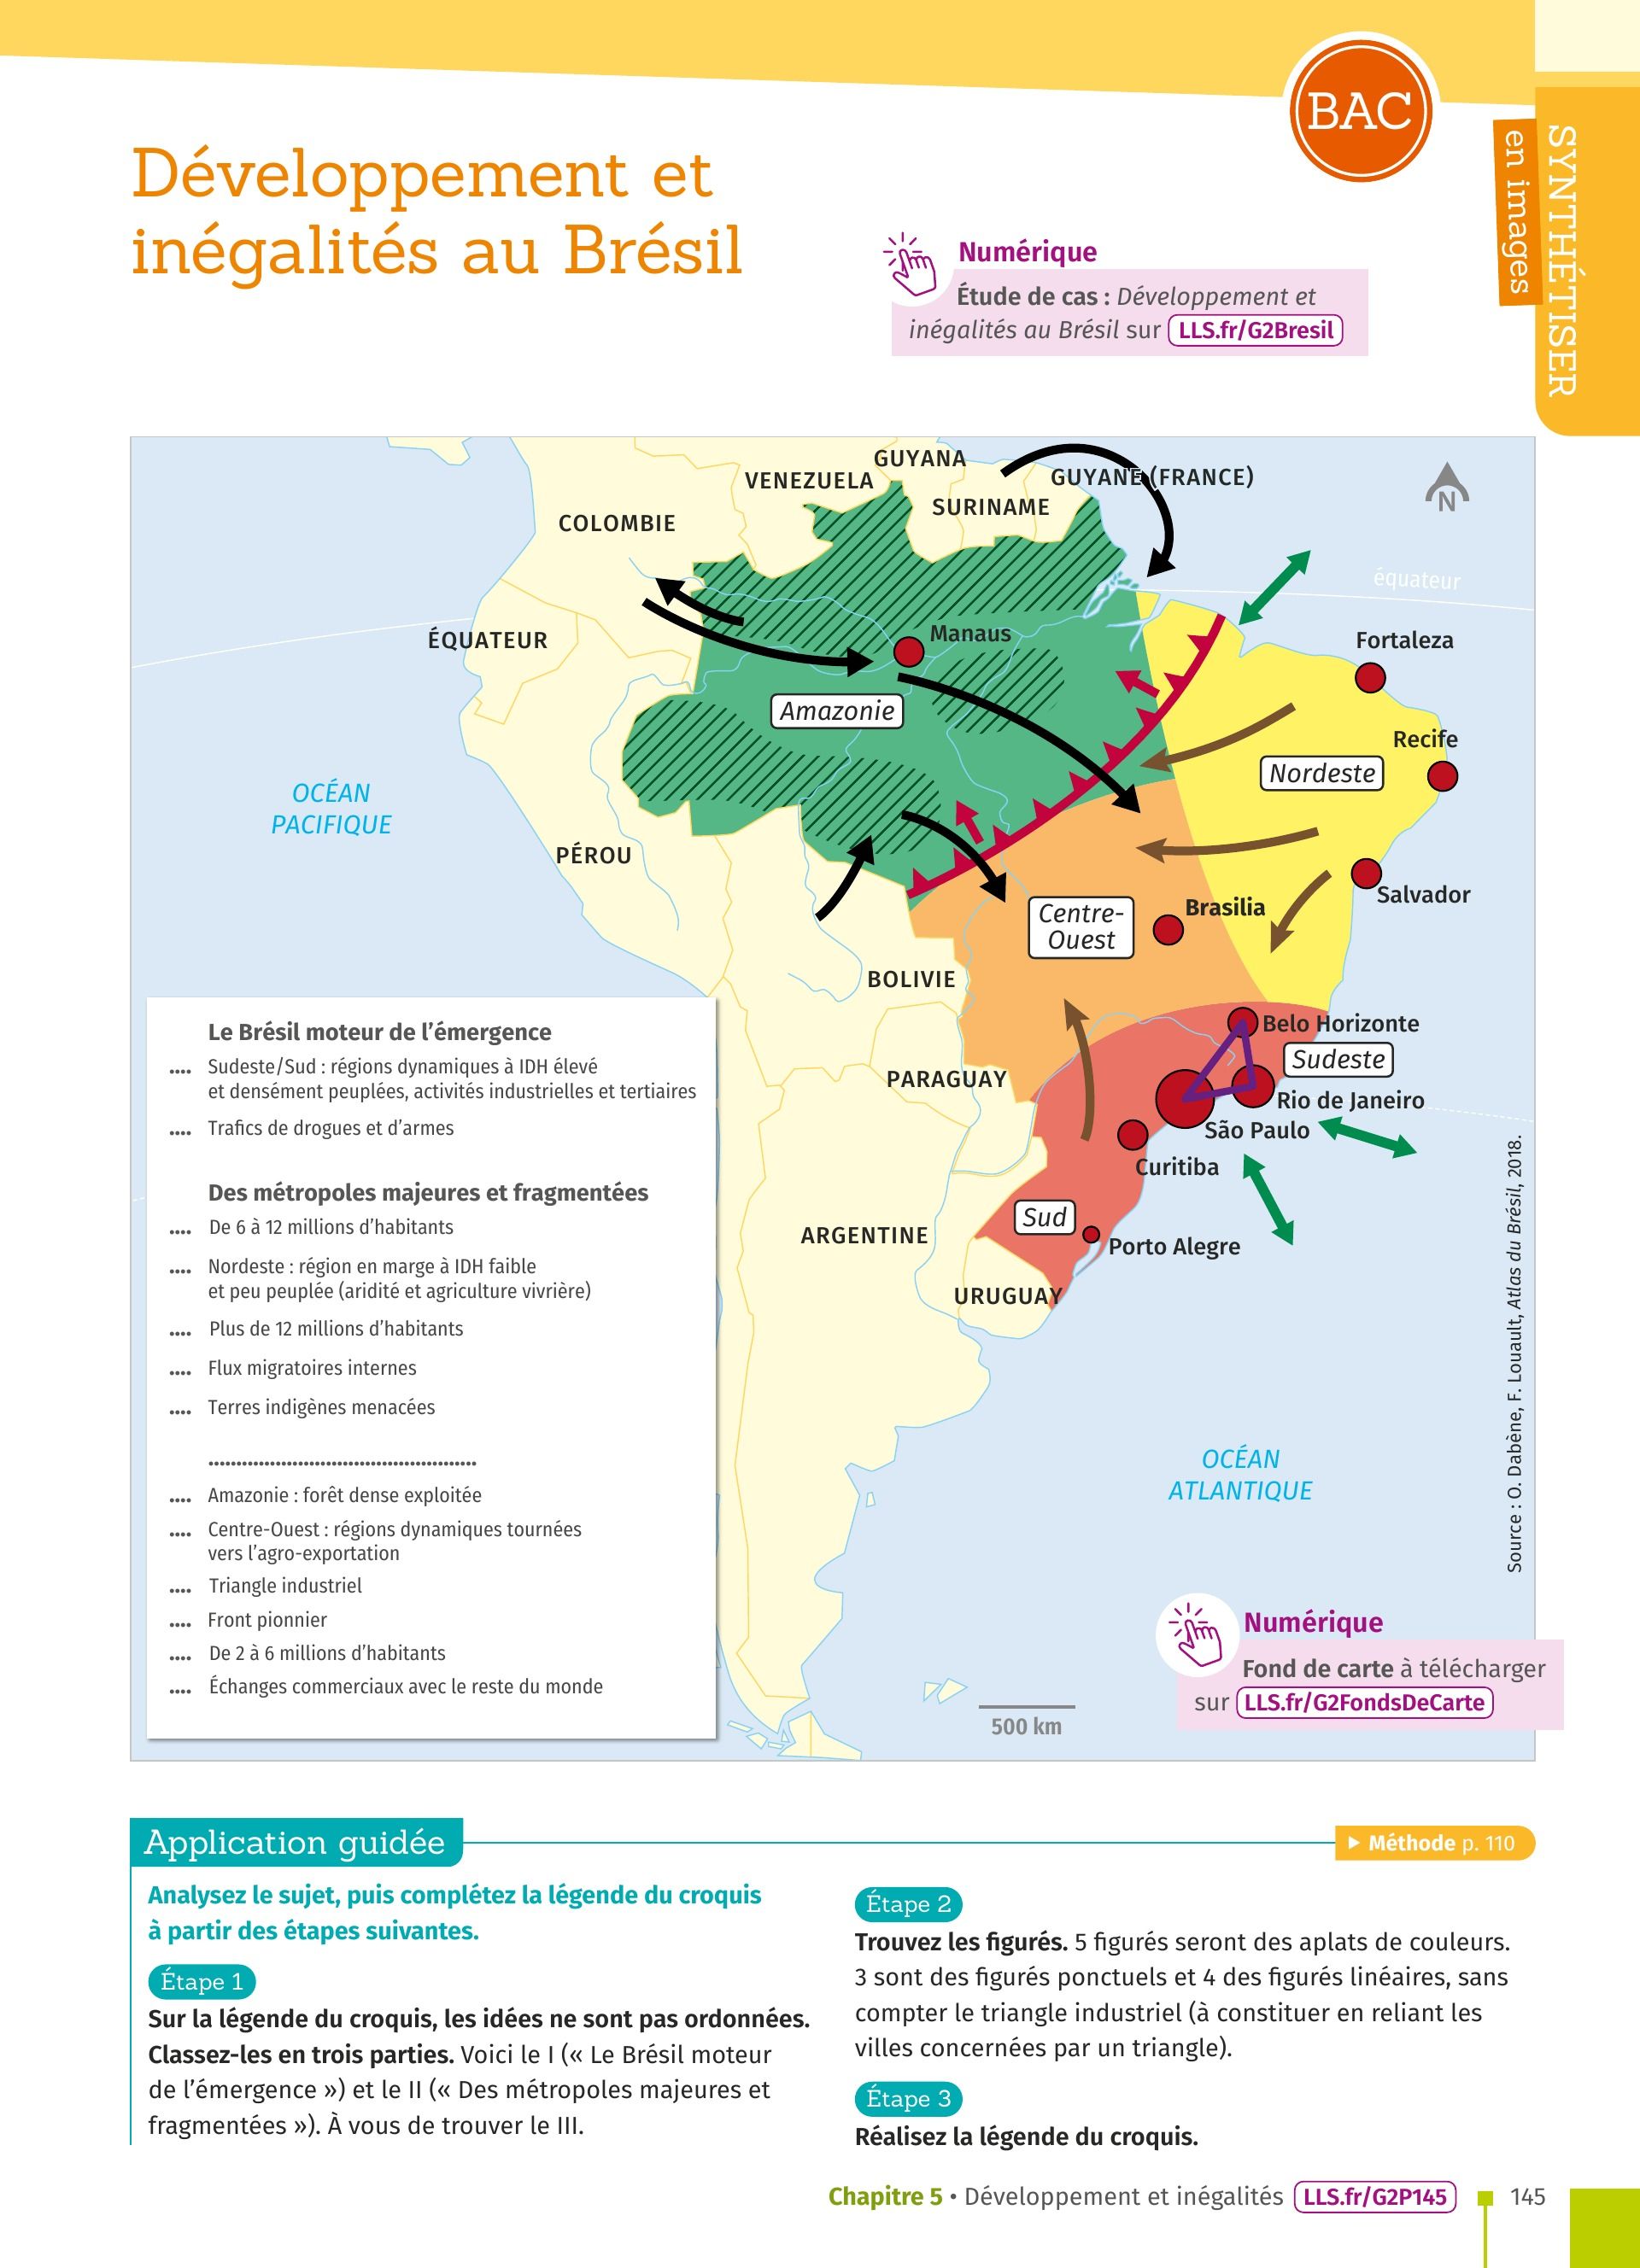 BAC
SYNTHÉTISER
en images
Développement et
inégalités au Brésil
Numérique
Étude de cas : Développement et
inégalités au Brésil sur LLS.fr/G2Bresil
GUYANA
VENEZUELA
GUYANE (FRANCE)
SURINAME
COLOMBIE
N
équateur
ÉQUATEUR
Manaus
Fortaleza
Amazonie
Recife
Nordeste
OCÉAN
PACIFIQUE
PÉROU
Salvador
Brasilia
Centre-
Ouest
BOLIVIE
Belo Horizonte
Sudeste
PARAGUAY
Rio de Janeiro
São Paulo
Curitiba
Sud
ARGENTINE
Porto Alegre
URUGUAY
OCÉAN
ATLANTIQUE
Source : O. Dabène, F. Louault, Atlas du Brésil, 2018.
Le Brésil moteur de l’émergence
.... Sudeste/Sud : régions dynamiques à IDH élevé
et densément peuplées, activités industrielles et tertiaires
.... Trafics de drogues et d’armes
Des métropoles majeures et fragmentées
.... De 6 à 12 millions d’habitants
.... Nordeste : région en marge à IDH faible
et peu peuplée (aridité et agriculture vivrière)
.... Plus de 12 millions d’habitants
.... Flux migratoires internes
.... Terres indigènes menacées
................................................
.... Amazonie : forêt dense exploitée
.... Centre-Ouest : régions dynamiques tournées
vers l’agro-exportation
.... Triangle industriel
.... Front pionnier
.... De 2 à 6 millions d’habitants
.... Échanges commerciaux avec le reste du monde
500 km
Numérique
Fond de carte à télécharger
sur LLS.fr/G2FondsDeCarte
Application guidée
Méthode p. 110
Analysez le sujet, puis complétez la légende du croquis
à partir des étapes suivantes.
Étape 1
Sur la légende du croquis, les idées ne sont pas ordonnées.
Classez-les en trois parties. Voici le I (« Le Brésil moteur
de l’émergence ») et le II (« Des métropoles majeures et
fragmentées »). À vous de trouver le III.
Étape 2
Trouvez les figurés. 5 figurés seront des aplats de couleurs.
3 sont des figurés ponctuels et 4 des figurés linéaires, sans
compter le triangle industriel (à constituer en reliant les
villes concernées par un triangle).
Étape 3
Réalisez la légende du croquis.
Chapitre 5 • Développement et inégalités LLS.fr/G2P145
145